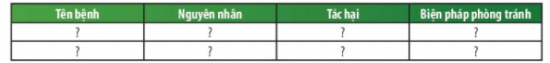 Tên bệnh Nguyên nhân Tác hại Biện pháp phòng tránh
? ? ? ?
? ? ? ?